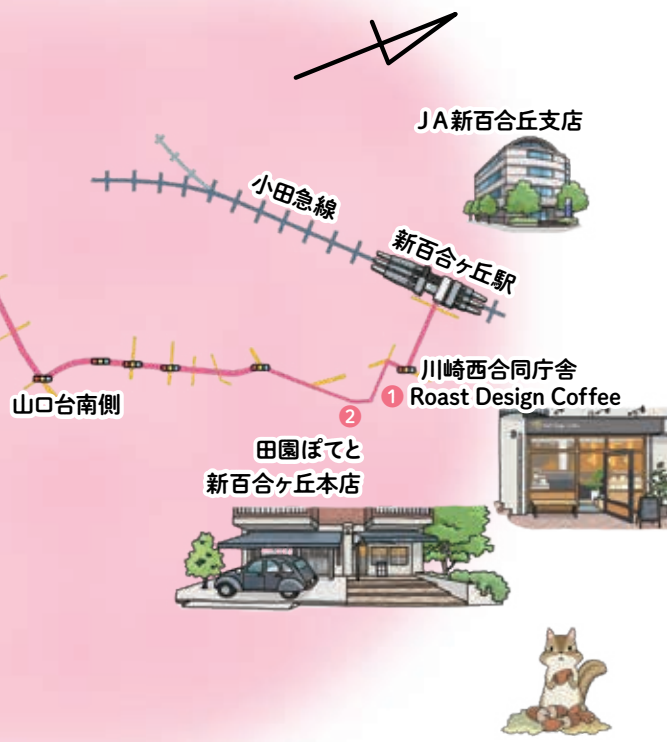 JA新百合丘支店
小田急線
新百合ヶ丘駅
川崎西合同庁舎
1 Roast Design Coffee
山口台南側
2
田園ぽてと
新百合ヶ丘本店